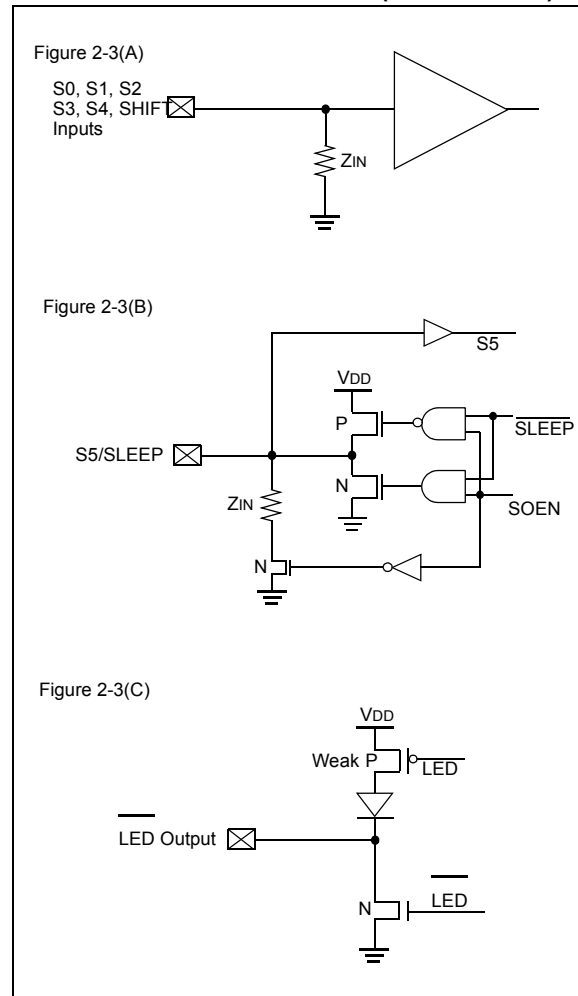 Figure 2-3(A)
S0, S1, S2
S3, S4, SHIFT
Inputs
ZIN
Figure 2-3(B)
S5
VDD
P
SLEEP
S5/SLEEP
N
ZIN
SOEN
N
Figure 2-3(C)
VDD
Weak P
LED
LED Output
LED
N